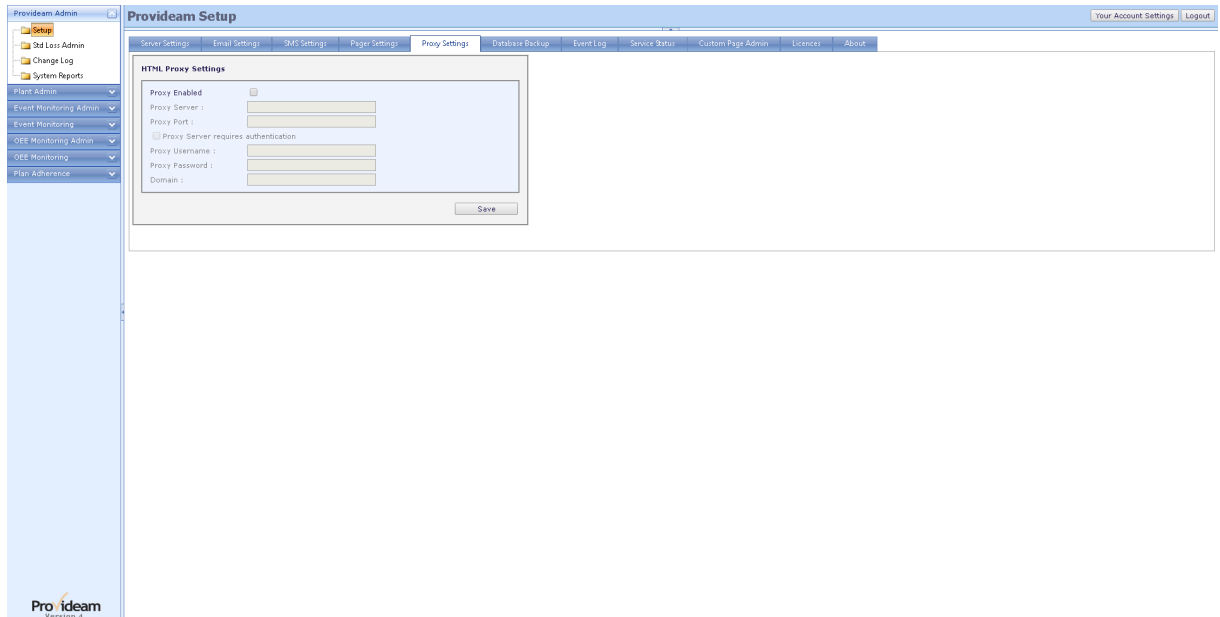 Provideam Admin
Setup
Std Loss Admin
Change Log
System Reports
Plant Admin
Event Monitoring Admin
Event Monitoring
OEE Monitoring Admin
OEE Monitoring
Plan Adherence
Provideam Setup
Your Account Settings Logout
Server Settings Email Settings SMS Settings Pager Settings Proxy Settings Database Backup Event Log Service Status Custom Page Admin Licences About
HTML Proxy Settings
Proxy Enabled
Proxy Server :
Proxy Port :
Proxy Server requires authentication
Proxy Username :
Proxy Password :
Domain :
Save
Provideam
Version 4